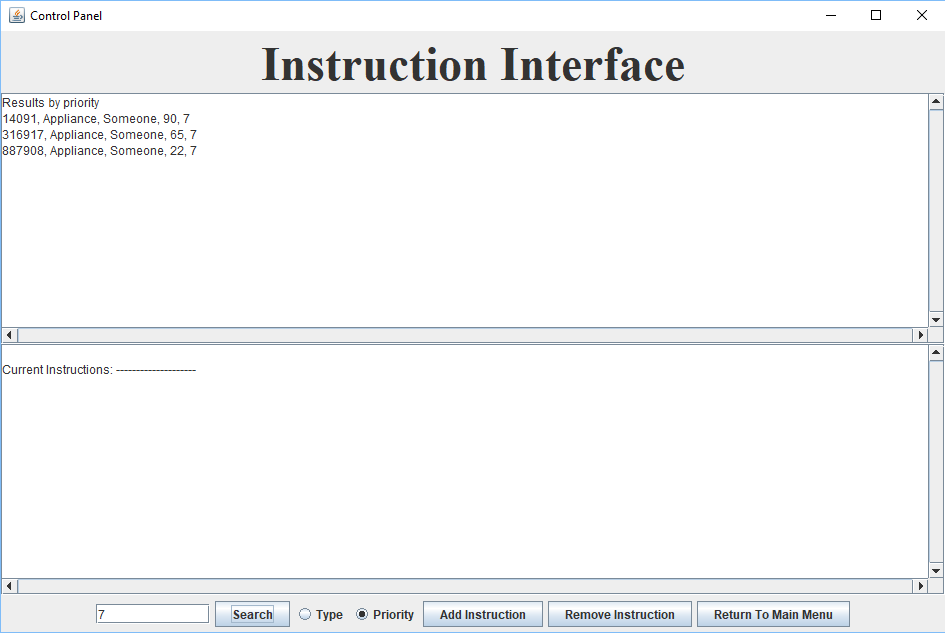 Control Panel
Instruction Interface
Results by priority
14091, Appliance, Someone, 90, 7
316917, Appliance, Someone, 65, 7
887908, Appliance, Someone, 22, 7
Current Instructions: --------------------
7 Search Type Priority Add Instruction Remove Instruction Return To Main Menu